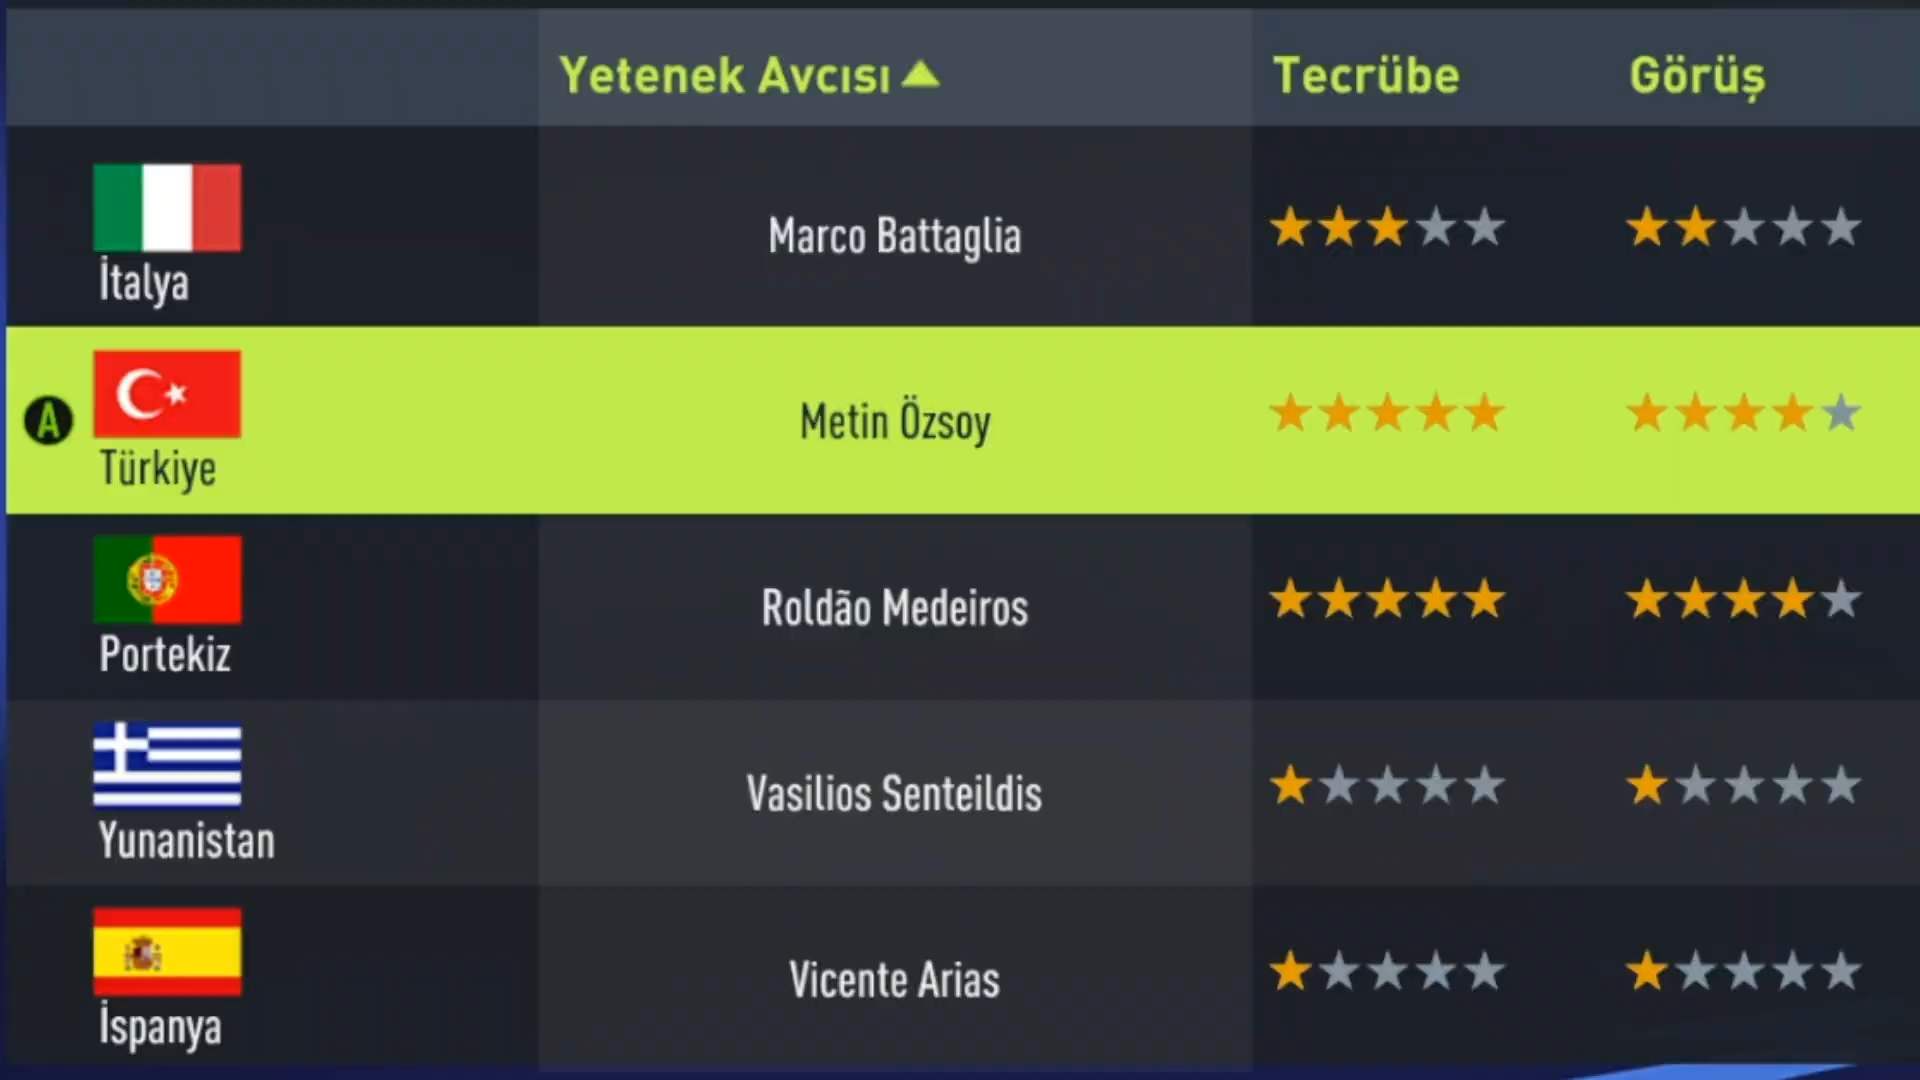 Yetenek Avcısı Tecrübe Görüş
Marco Battaglia
İtalya
A
Metin Özsoy
Türkiye
Roldão Medeiros
Portekiz
Vasilios Senteildis
Yunanistan
Vicente Arias
İspanya